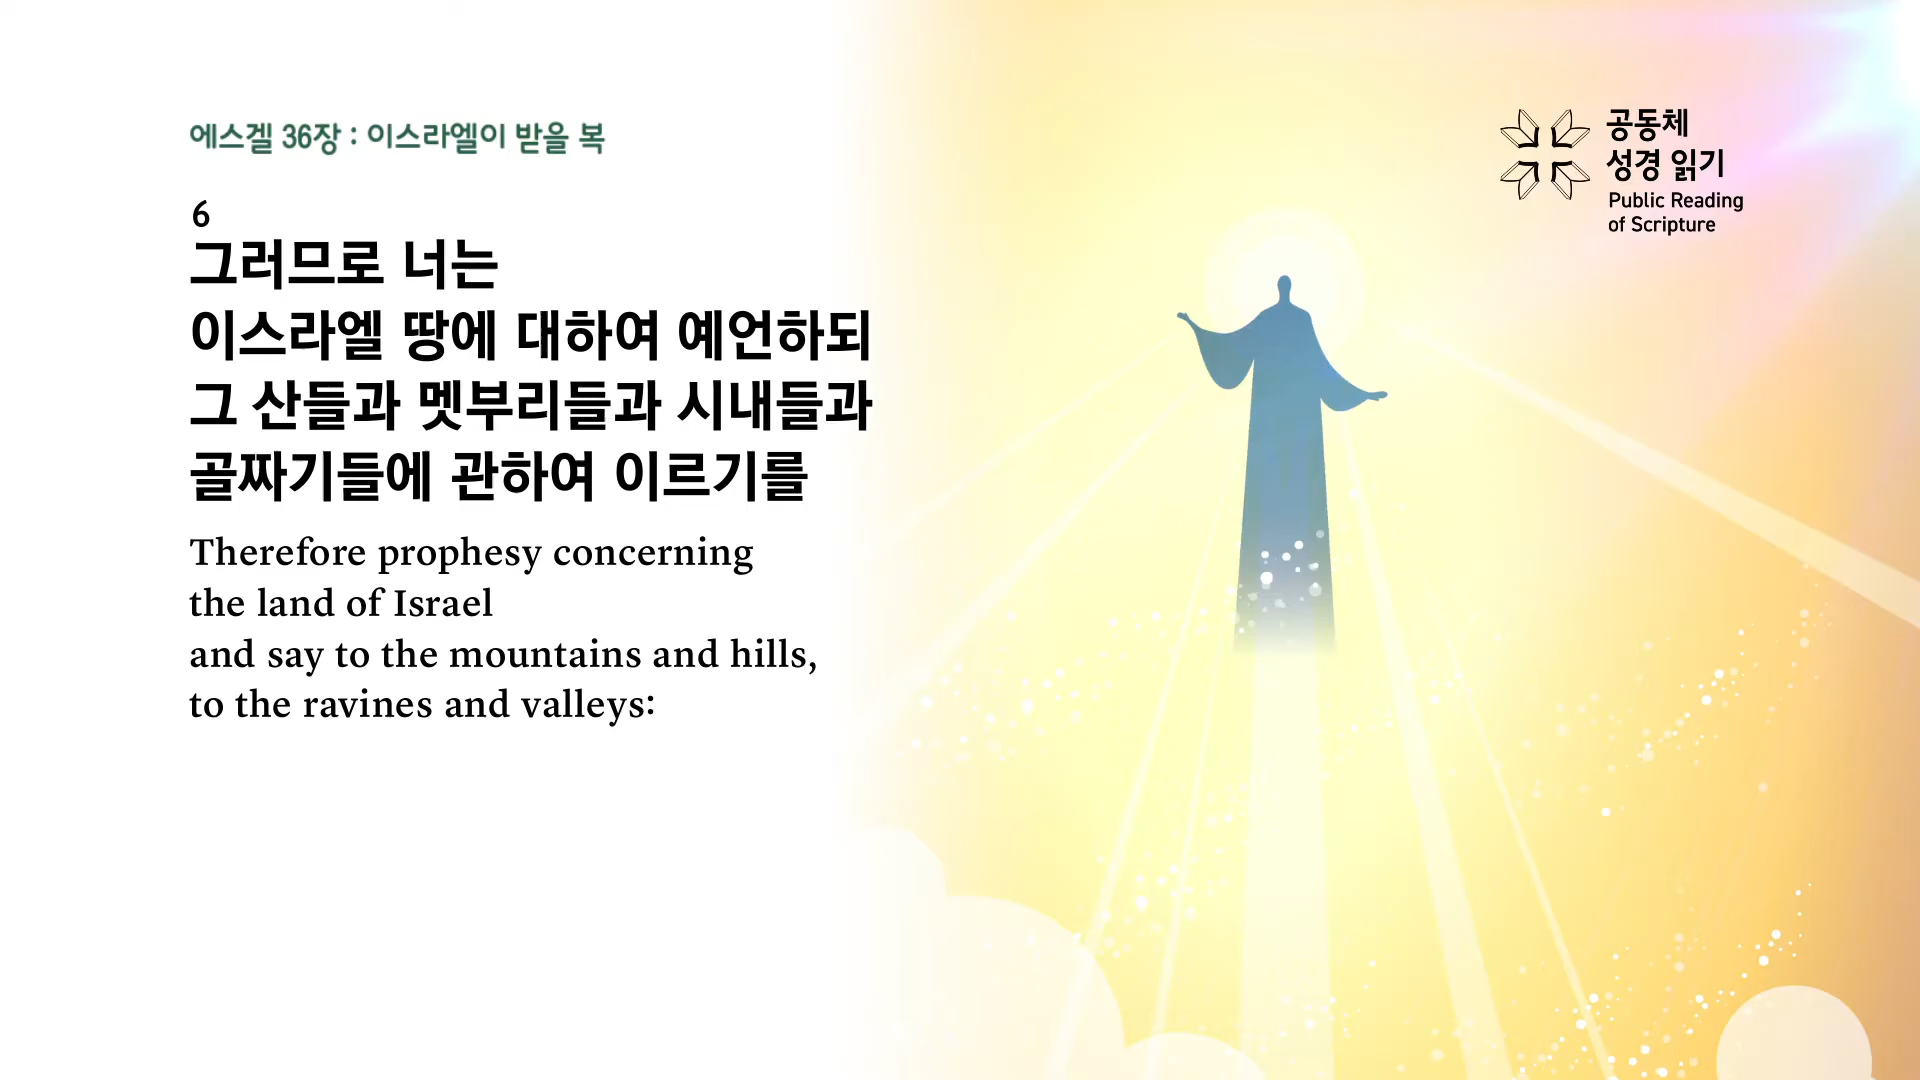 에스겔 36장 : 이스라엘이 받을 복
6
그러므로 너는
이스라엘 땅에 대하여 예언하되
그 산들과 멧부리들과 시내들과
골짜기들에 관하여 이르기를
Therefore prophesy concerning
the land of Israel
and say to the mountains and hills,
to the ravines and valleys:
공동체
성경 읽기
Public Reading
of Scripture